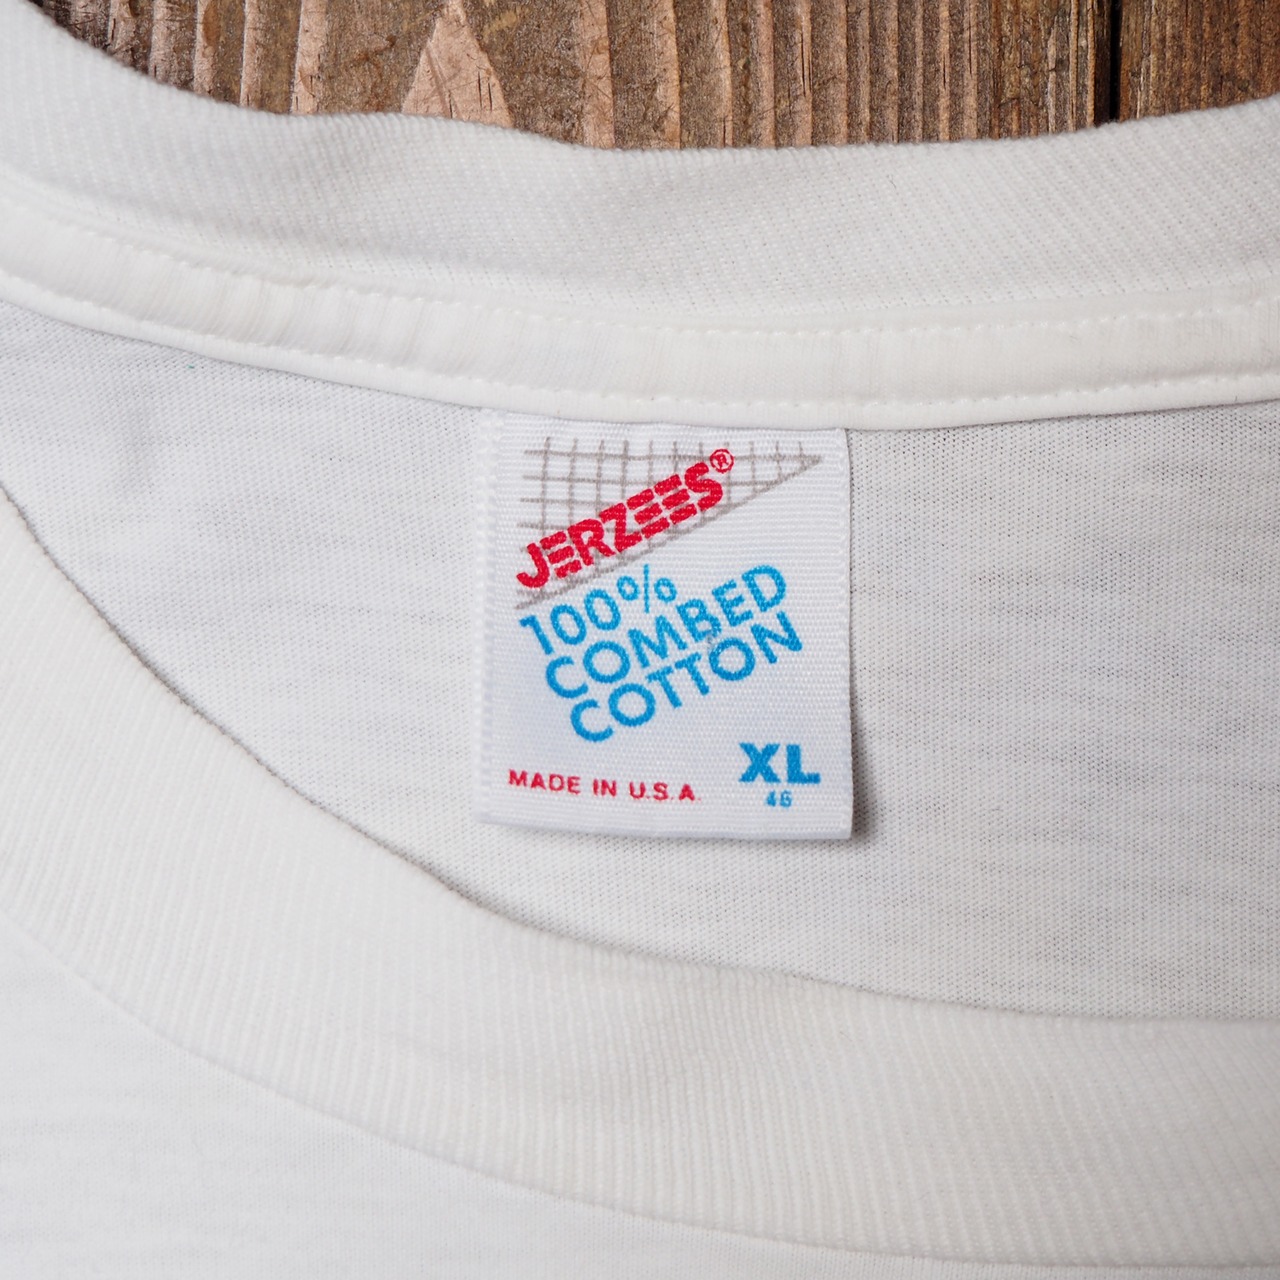 JERZEES®
100%
COMBED
COTTON
XL
46
MADE IN U.S.A.